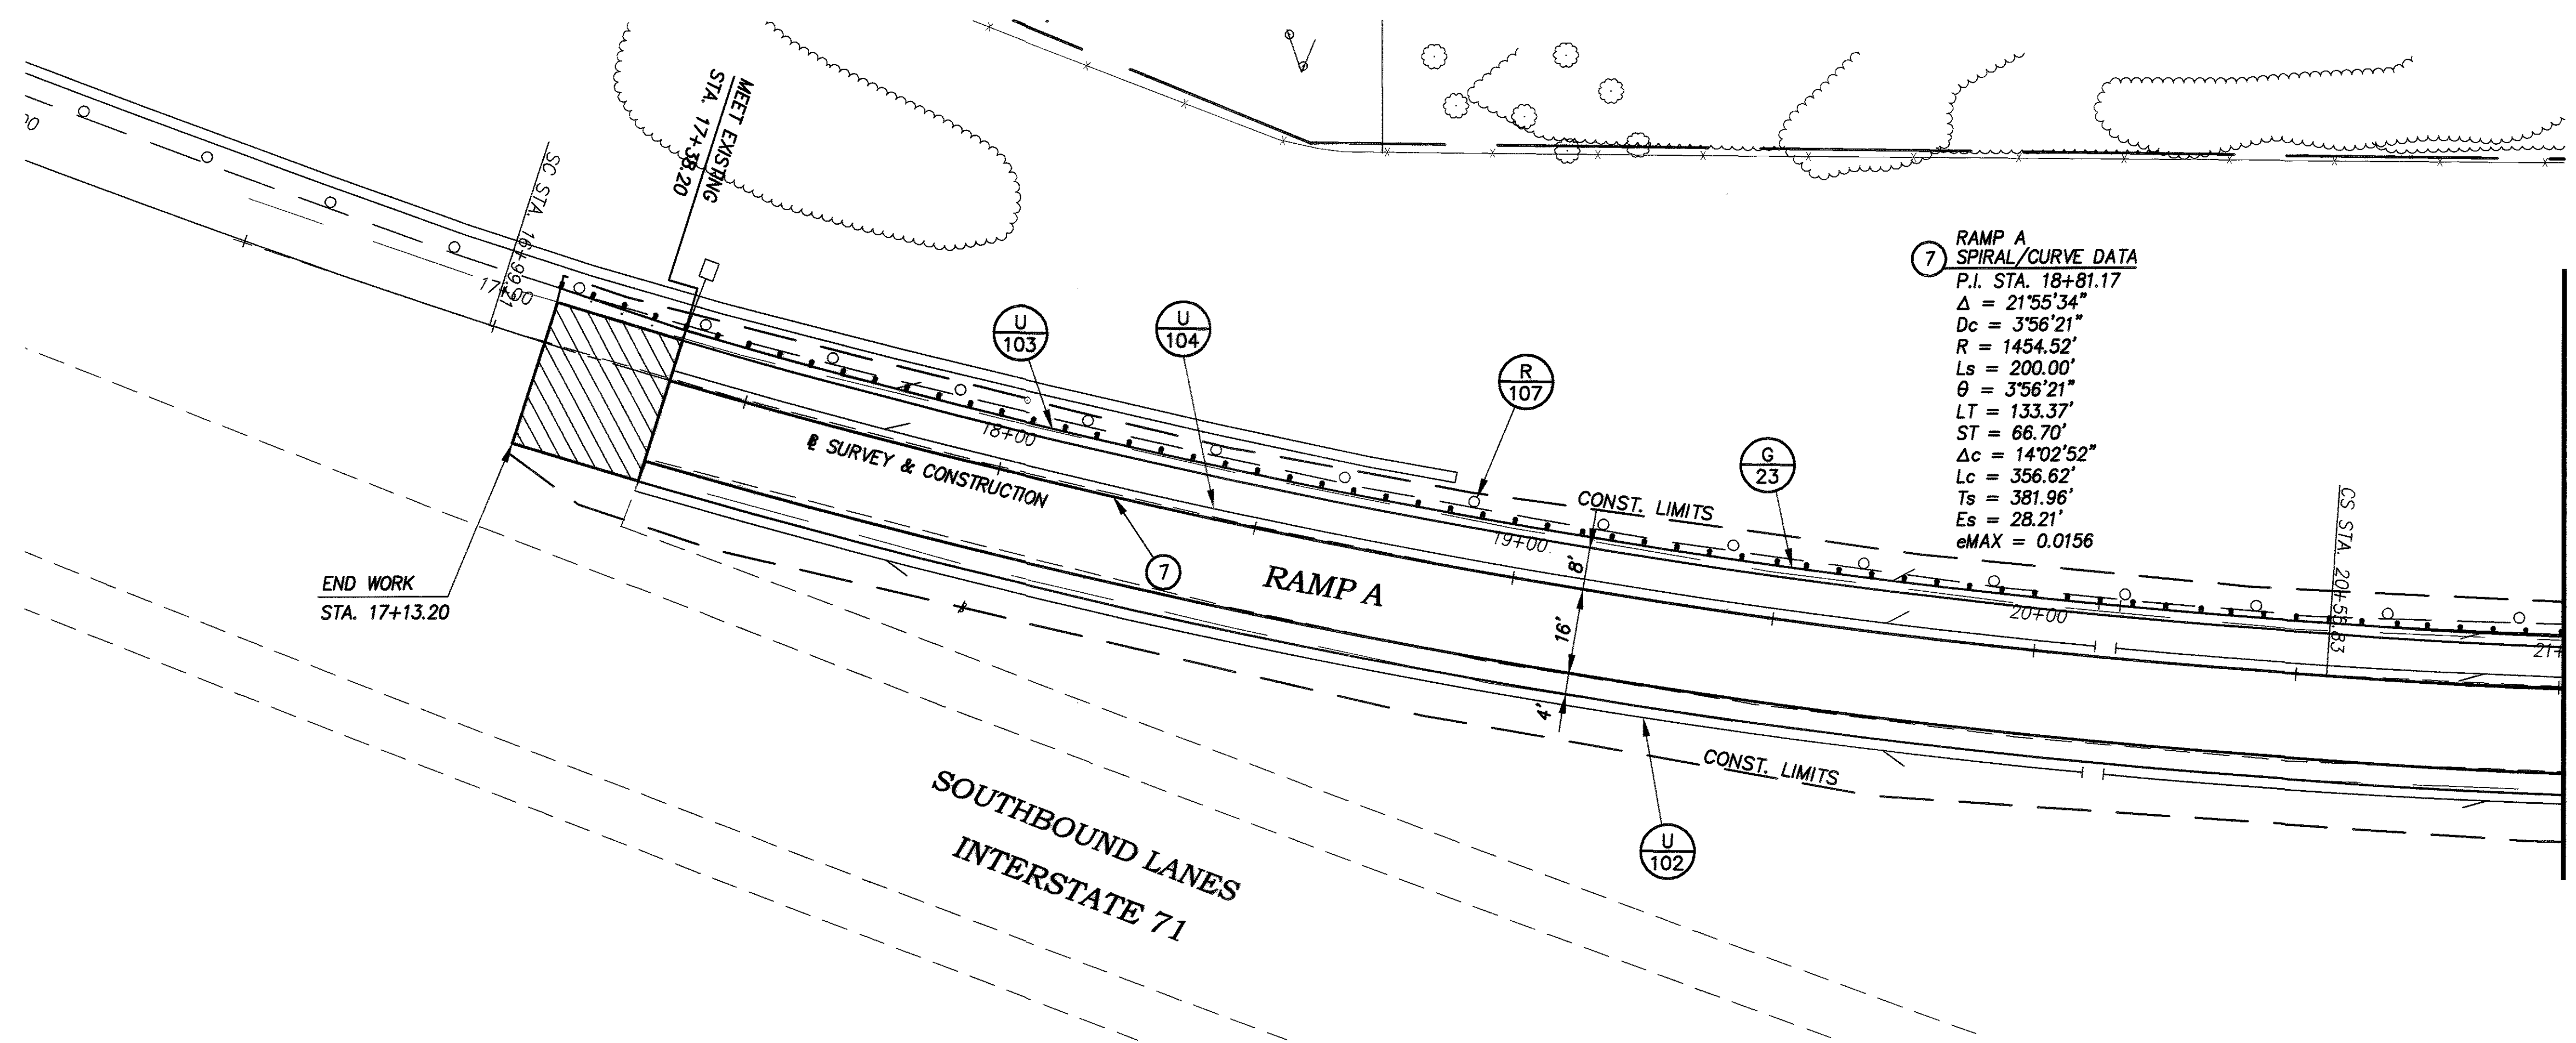 MEET EXISTING
STA. 17+38.20
SC STA. 16+99.21
17+00
U
103
U
104
R
107
G
23
7
RAMP A
SPIRAL/CURVE DATA
P.I. STA. 18+81.17
Δ = 21°55'34"
Dc = 3°56'21"
R = 1454.52'
Ls = 200.00'
θ = 3°56'21"
LT = 133.37'
ST = 66.70'
Δc = 14°02'52"
Lc = 356.62'
Ts = 381.96'
Es = 28.21'
eMAX = 0.0156
18+00
℄ SURVEY & CONSTRUCTION
CONST. LIMITS
19+00
8'
16'
4'
7
RAMP A
20+00
CS STA. 20+55.83
21+
END WORK
STA. 17+13.20
CONST. LIMITS
U
102
SOUTHBOUND LANES
INTERSTATE 71